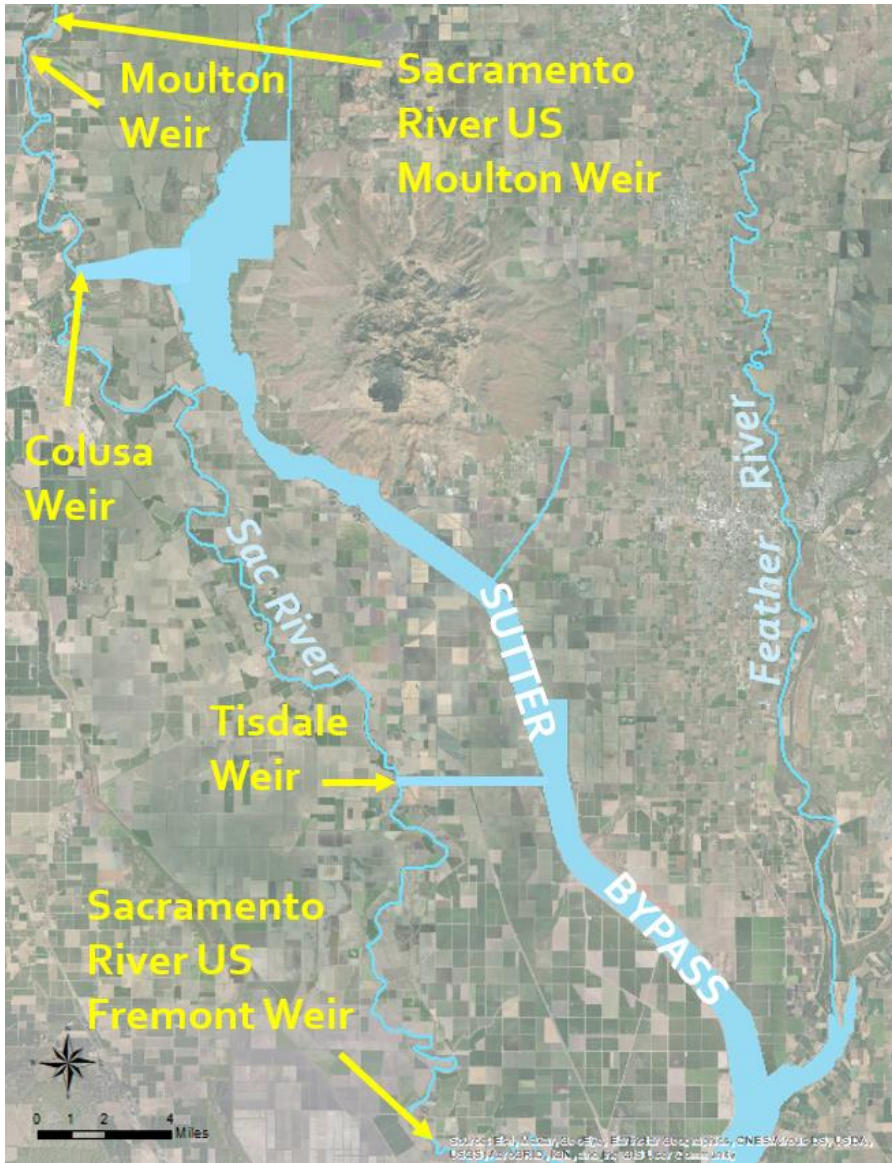 Moulton
Weir
Sacramento
River US
Moulton Weir
Colusa
Weir
Sac River
Feather River
SUTTER
BYPASS
Tisdale
Weir
Sacramento
River US
Fremont Weir
0 1 2 4
Miles